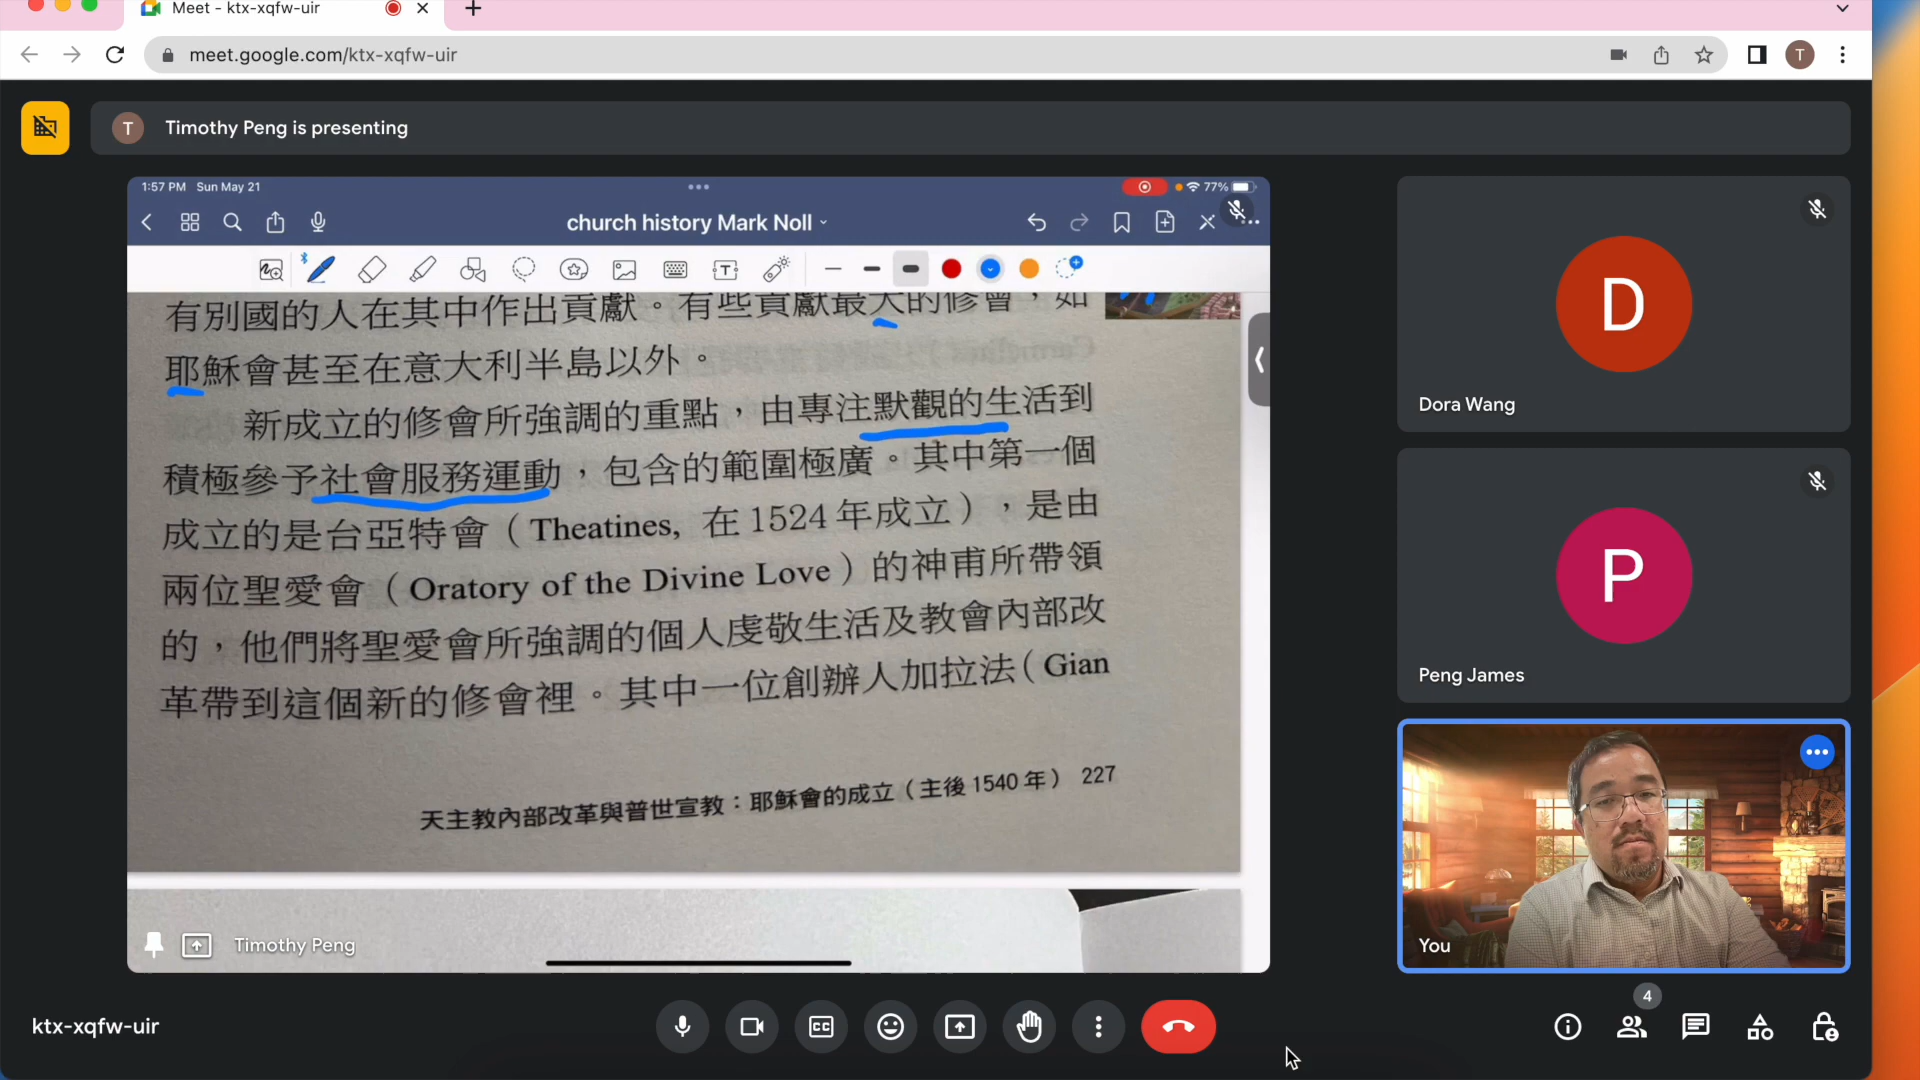 Meet - ktx-xqfw-uir
meet.google.com/ktx-xqfw-uir
T
T
Timothy Peng is presenting
1:57 PM Sun May 21
77%
church history Mark Noll
有別國的人在其中作出貢獻。有些貢獻最大的修會，如
耶穌會甚至在意大利半島以外。
新成立的修會所強調的重點，由專注默觀的生活到
積極參予社會服務運動，包含的範圍極廣。其中第一個
成立的是台亞特會（Theatines, 在1524年成立），是由
兩位聖愛會（Oratory of the Divine Love）的神甫所帶領
的，他們將聖愛會所強調的個人虔敬生活及教會內部改
革帶到這個新的修會裡。其中一位創辦人加拉法（Gian
天主教內部改革與普世宣教：耶穌會的成立（主後1540年） 227
Timothy Peng
D
Dora Wang
P
Peng James
You
ktx-xqfw-uir
4